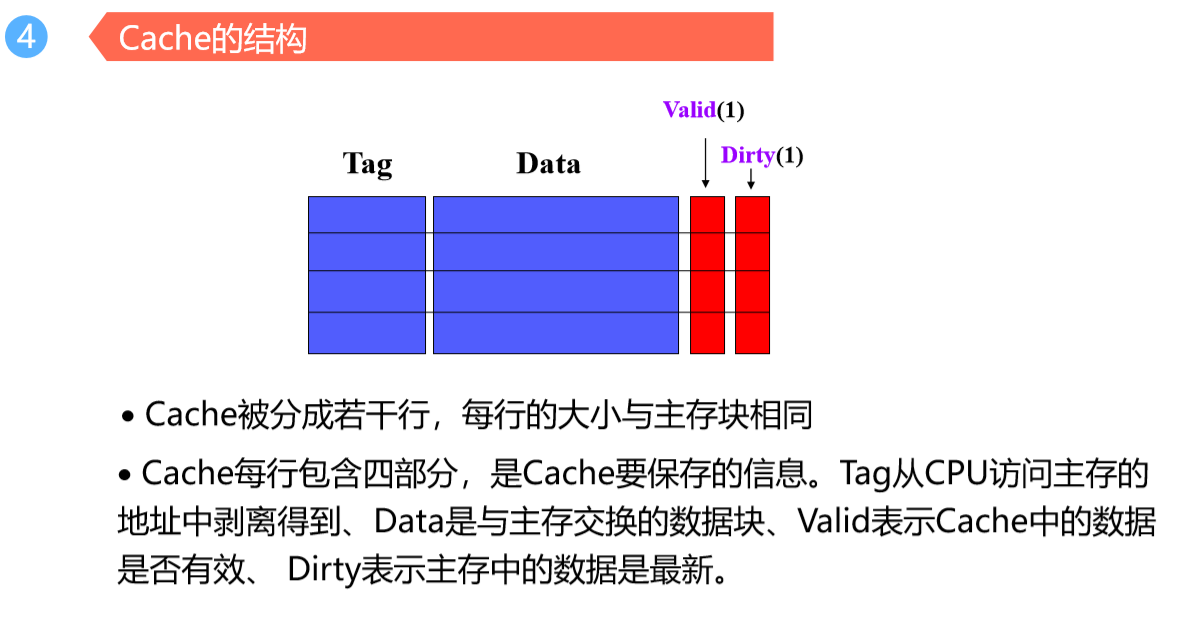 4
Cache的结构
Valid(1)
Dirty(1)
Tag
Data
• Cache被分成若干行，每行的大小与主存块相同
• Cache每行包含四部分，是Cache要保存的信息。Tag从CPU访问主存的
地址中剥离得到、Data是与主存交换的数据块、Valid表示Cache中的数据
是否有效、 Dirty表示主存中的数据是最新。